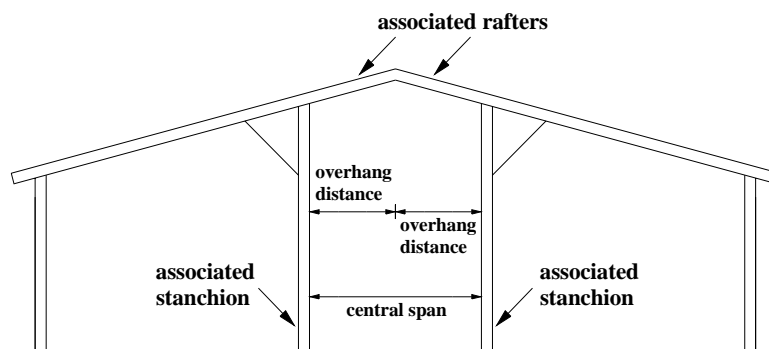 associated rafters
overhang
distance
overhang
distance
associated
stanchion
associated
stanchion
central span